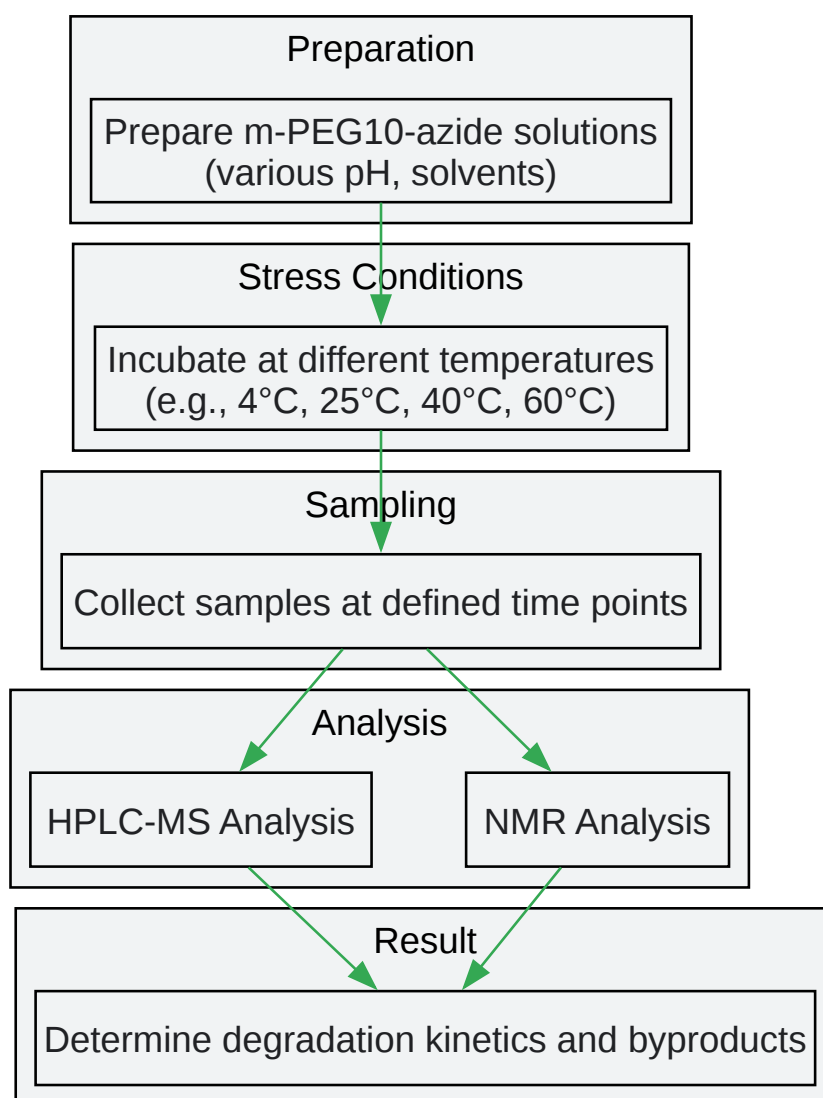 Preparation
Prepare m-PEG10-azide solutions
(various pH, solvents)
Stress Conditions
Incubate at different temperatures
(e.g., 4°C, 25°C, 40°C, 60°C)
Sampling
Collect samples at defined time points
Analysis
HPLC-MS Analysis
NMR Analysis
Result
Determine degradation kinetics and byproducts